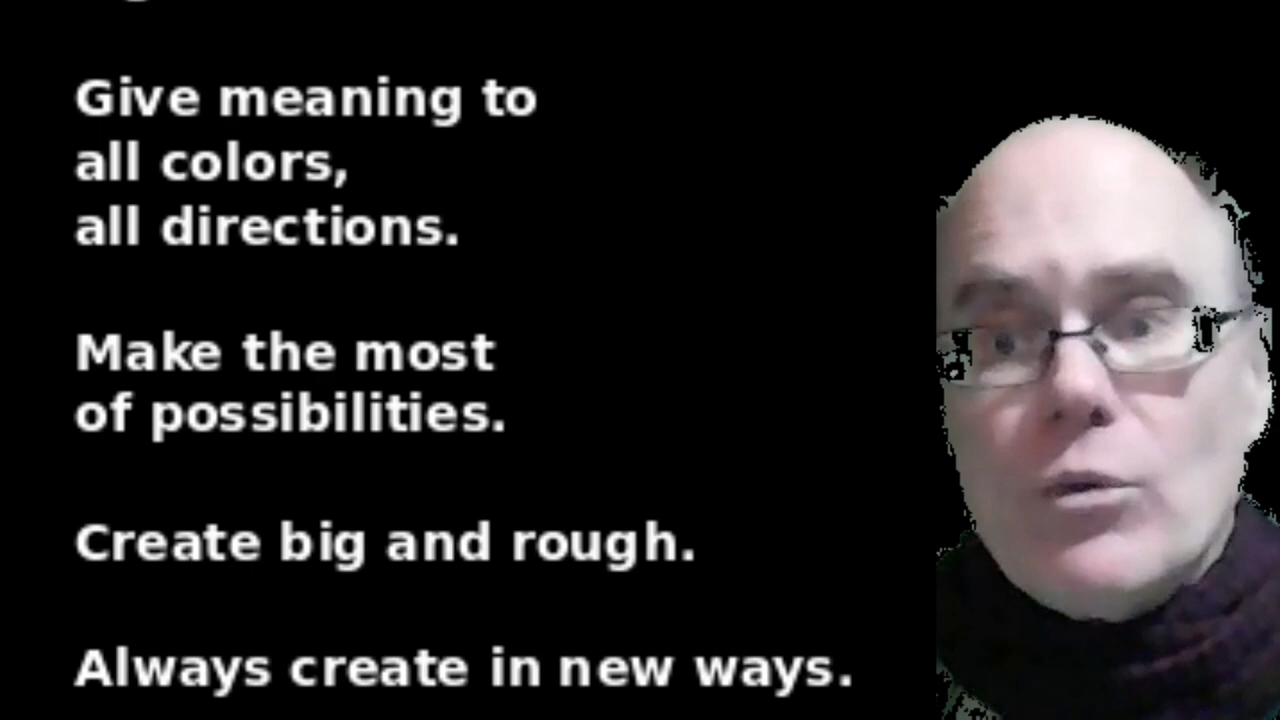 Give meaning to
all colors,
all directions.
Make the most
of possibilities.
Create big and rough.
Always create in new ways.